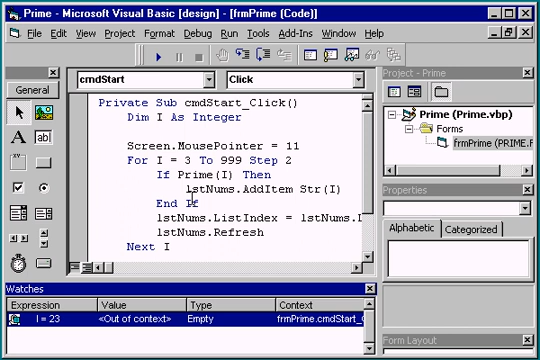 Prime - Microsoft Visual Basic [design] - [frmPrime (Code)]
File Edit View Project Format Debug Run Tools Add-Ins Window Help
General
cmdStart Click
Private Sub cmdStart_Click()
Dim I As Integer
Screen.MousePointer = 11
For I = 3 To 999 Step 2
If Prime(I) Then
lstNums.AddItem Str(I)
End If
lstNums.ListIndex = lstNums.L
lstNums.Refresh
Next I
Project - Prime
Prime (Prime.vbp)
Forms
frmPrime (PRIME.F
Properties
Alphabetic Categorized
Form Layout
Watches
Expression Value Type Context
I = 23 <Out of context> Empty frmPrime.cmdStart_C